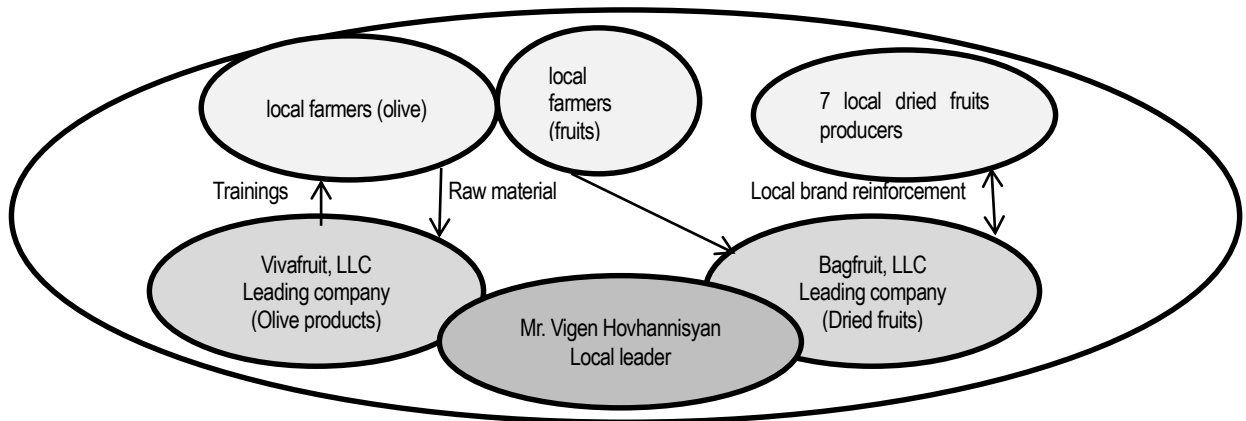 local farmers (olive)
local
farmers
(fruits)
7 local dried fruits
producers
Trainings
Raw material
Local brand reinforcement
Vivafruit, LLC
Leading company
(Olive products)
Bagfruit, LLC
Leading company
(Dried fruits)
Mr. Vigen Hovhannisyan
Local leader